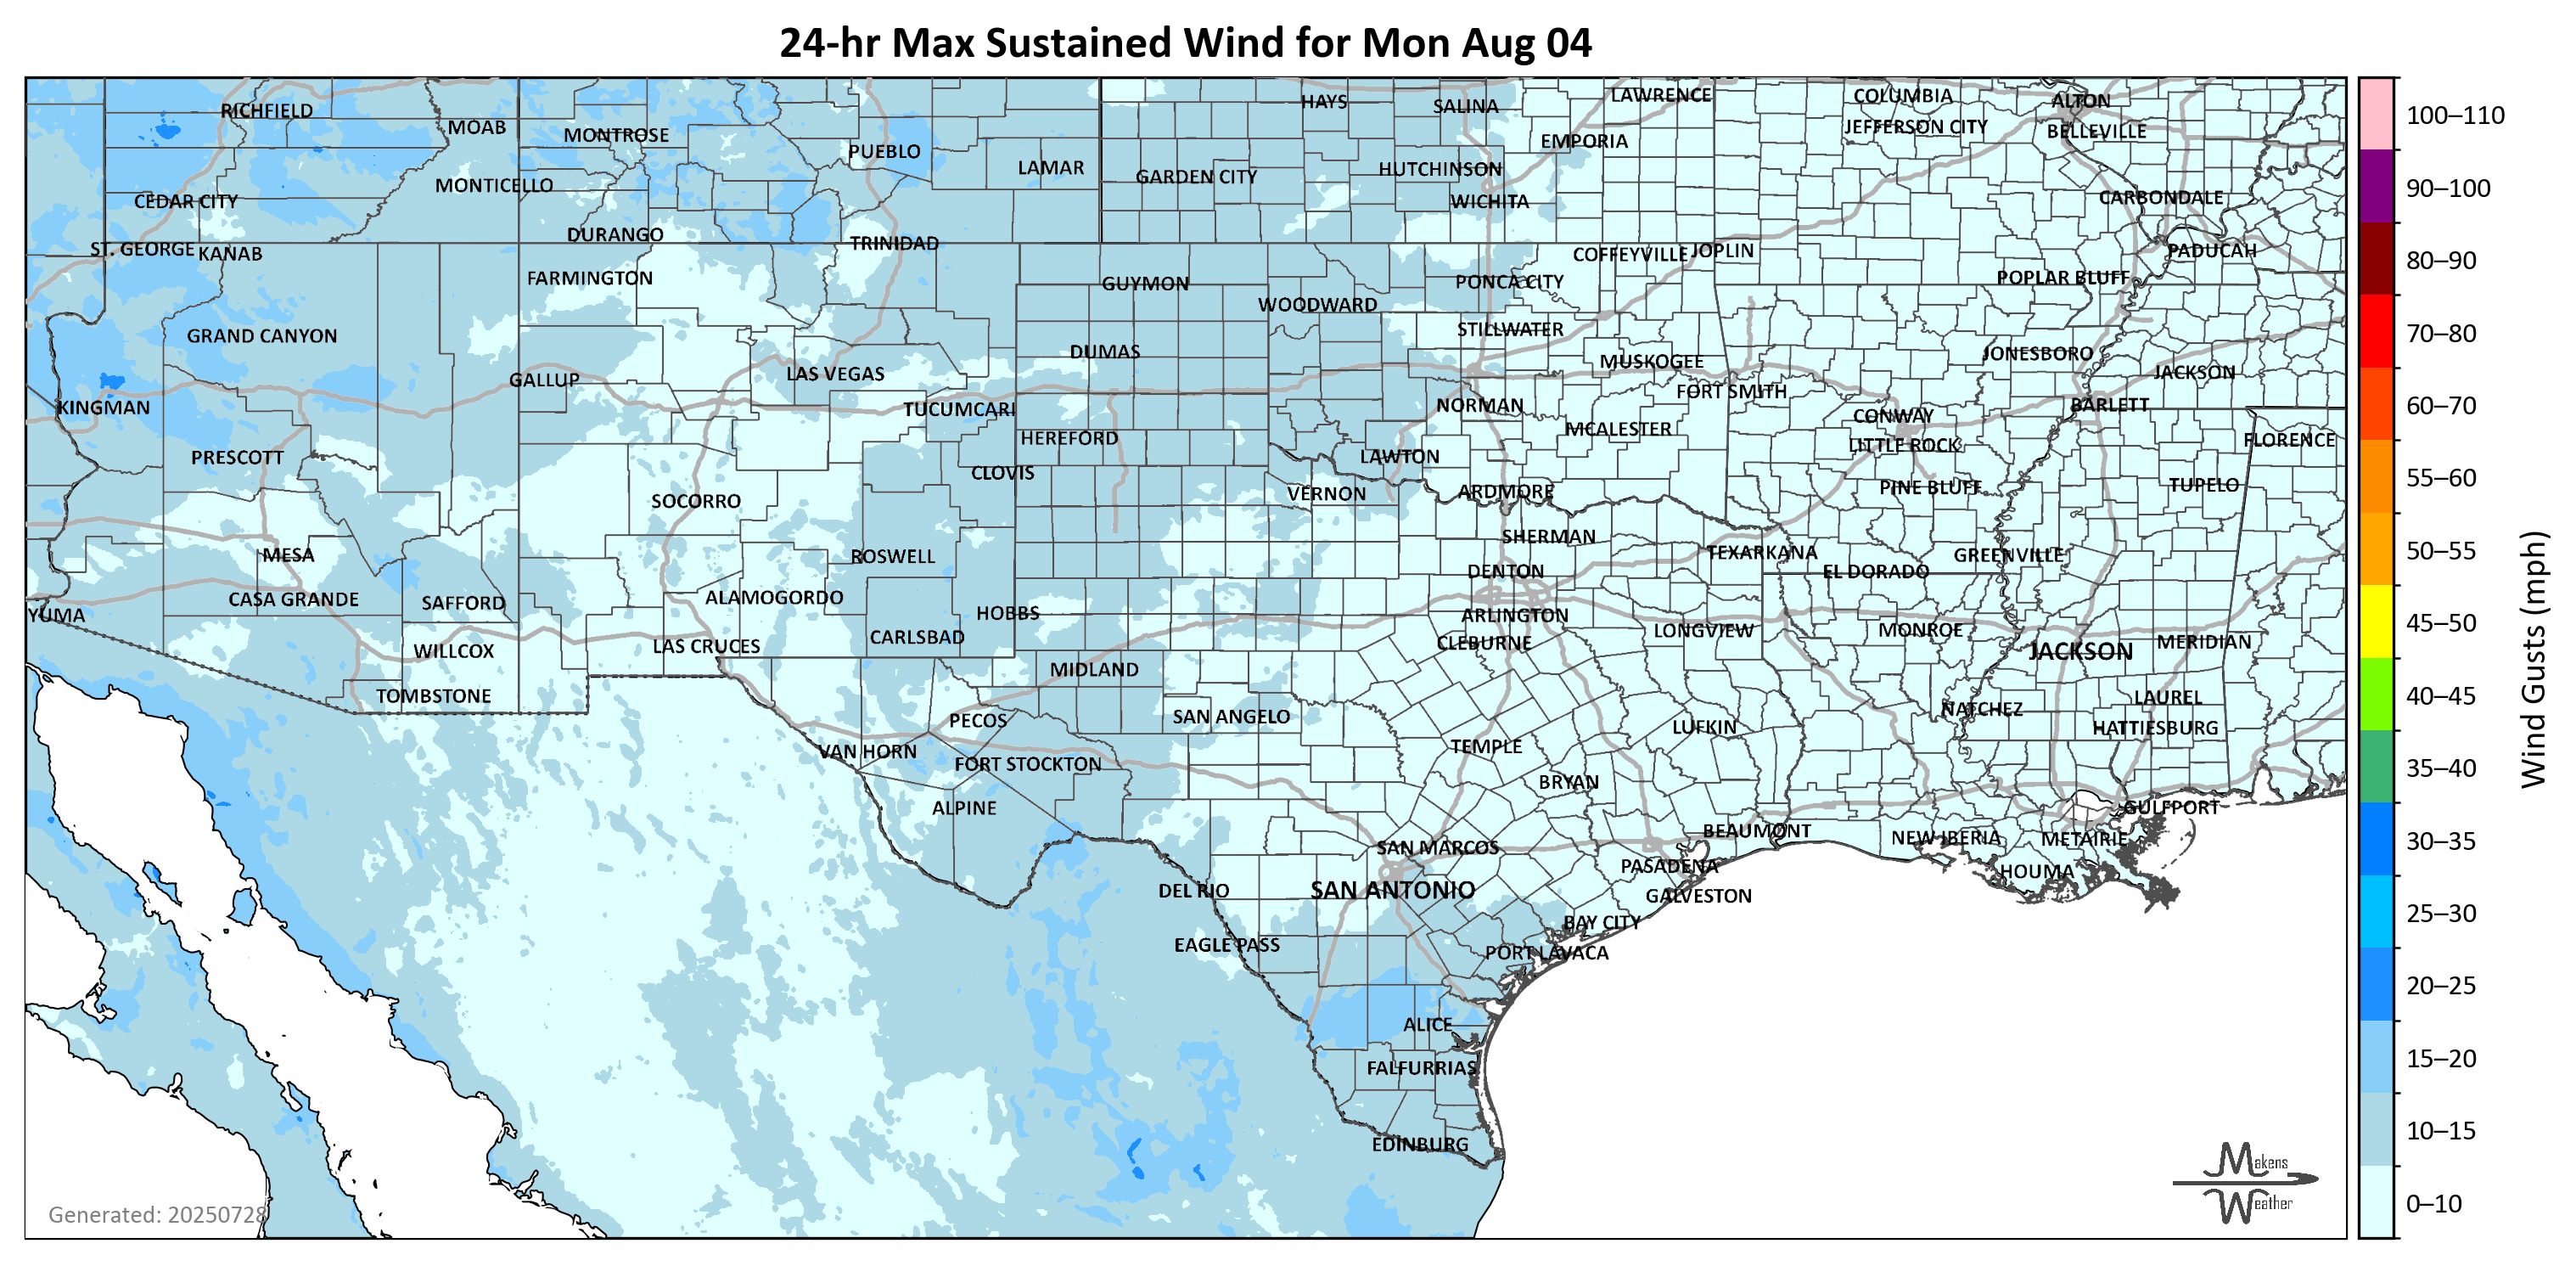 24-hr Max Sustained Wind for Mon Aug 04
RICHFIELD
MOAB
MONTROSE
PUEBLO
LAMAR
HAYS
SALINA
LAWRENCE
COLUMBIA
ALTON
EMPORIA
JEFFERSON CITY
BELLEVILLE
MONTICELLO
GARDEN CITY
HUTCHINSON
CEDAR CITY
WICHITA
CARBONDALE
DURANGO
TRINIDAD
ST. GEORGE
KANAB
COFFEYVILLE
JOPLIN
PADUCAH
FARMINGTON
GUYMON
PONCA CITY
POPLAR BLUFF
WOODWARD
GRAND CANYON
STILLWATER
DUMAS
MUSKOGEE
JONESBORO
GALLUP
LAS VEGAS
JACKSON
KINGMAN
TUCUMCARI
NORMAN
FORT SMITH
CONWAY
BARLETT
HEREFORD
MCALESTER
LITTLE ROCK
FLORENCE
PRESCOTT
CLOVIS
LAWTON
SOCORRO
VERNON
ARDMORE
PINE BLUFF
TUPELO
MESA
ROSWELL
SHERMAN
TEXARKANA
GREENVILLE
DENTON
EL DORADO
YUMA
CASA GRANDE
SAFFORD
ALAMOGORDO
HOBBS
ARLINGTON
WILLCOX
LAS CRUCES
CARLSBAD
CLEBURNE
LONGVIEW
MONROE
JACKSON
MERIDIAN
MIDLAND
TOMBSTONE
PECOS
SAN ANGELO
LUFKIN
NATCHEZ
LAUREL
HATTIESBURG
VAN HORN
FORT STOCKTON
TEMPLE
BRYAN
ALPINE
GULFPORT
SAN MARCOS
BEAUMONT
NEW IBERIA
METAIRIE
DEL RIO
SAN ANTONIO
PASADENA
GALVESTON
HOUMA
EAGLE PASS
BAY CITY
PORT LAVACA
ALICE
FALFURRIAS
EDINBURG
Generated: 20250728
Makens
Weather
100–110
90–100
80–90
70–80
60–70
55–60
50–55
45–50
40–45
35–40
30–35
25–30
20–25
15–20
10–15
0–10
Wind Gusts (mph)